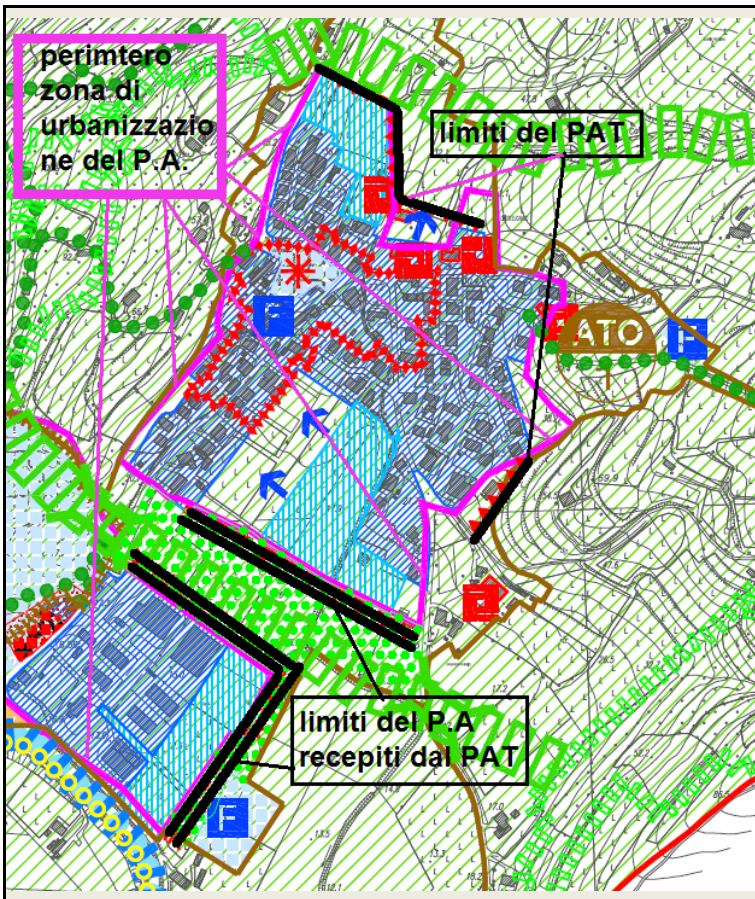 perimtero
zona di
urbanizzazio
ne del P.A.
limiti del PAT
ATO
F
F
limiti del P.A
recepiti dal PAT
F